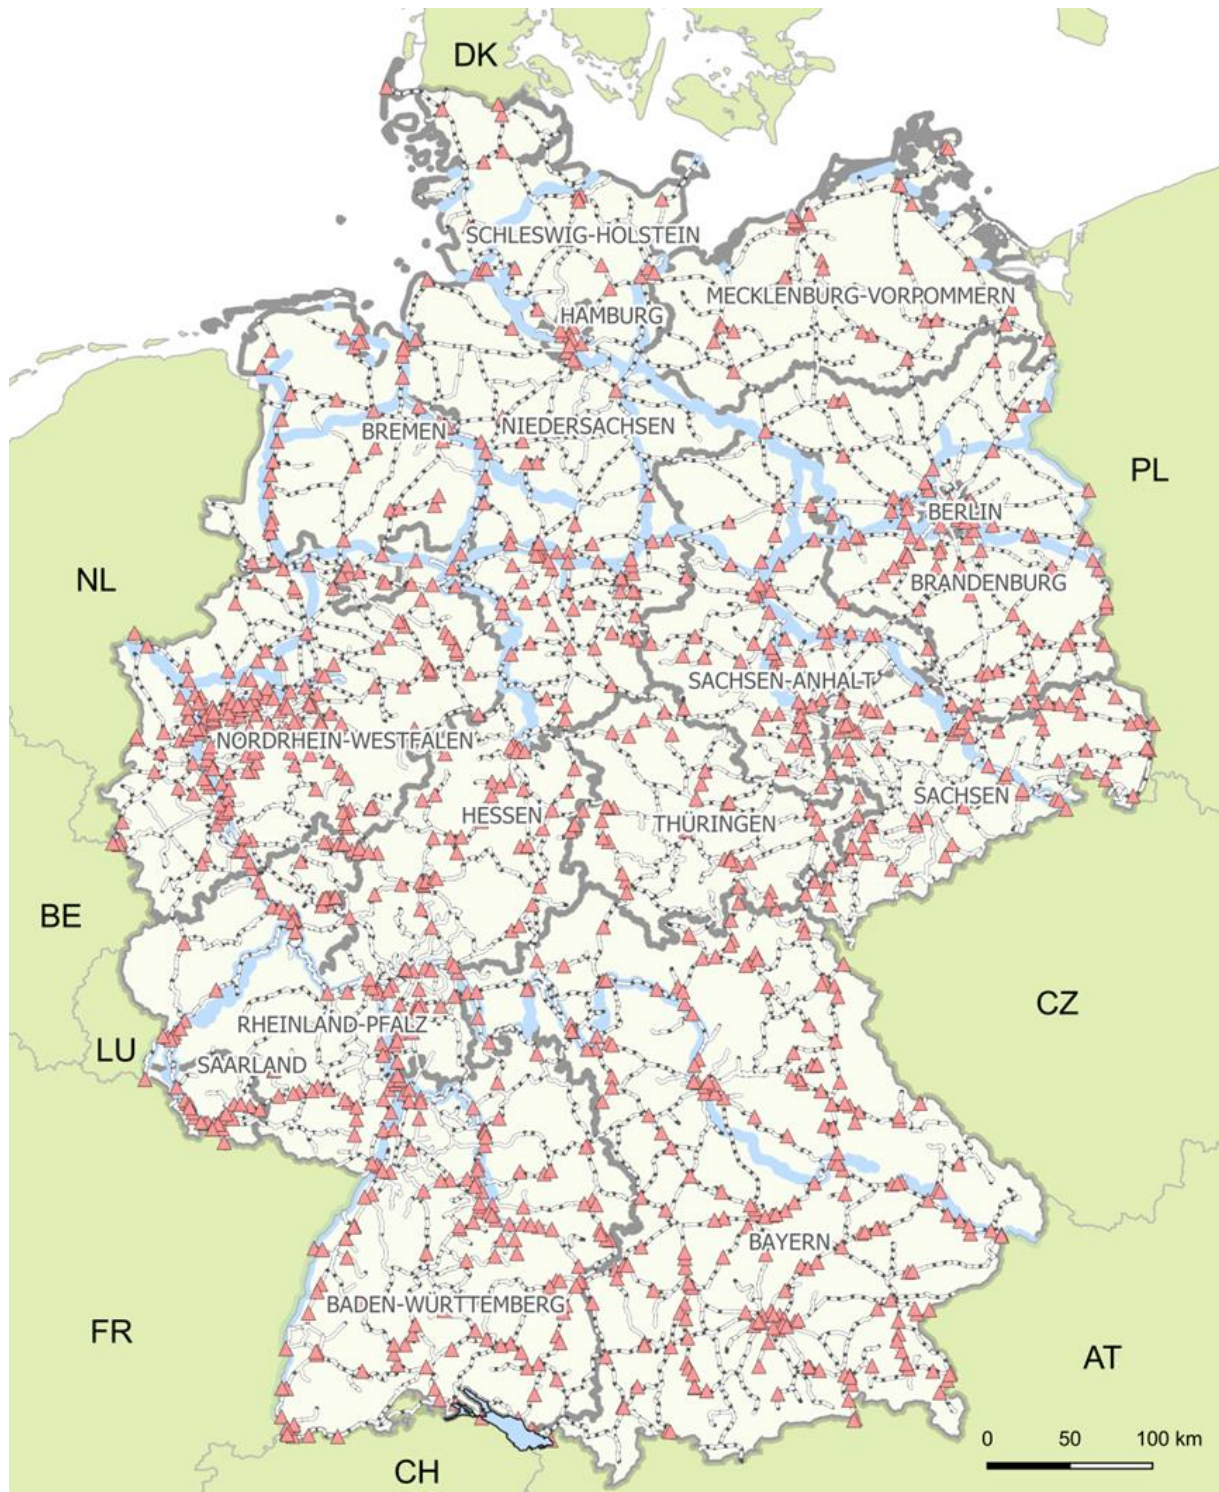 DK
SCHLESWIG-HOLSTEIN
MECKLENBURG-VORPOMMERN
HAMBURG
NIEDERSACHSEN
BREMEN
PL
BERLIN
NL
BRANDENBURG
SACHSEN-ANHALT
NORDRHEIN-WESTFALEN
SACHSEN
HESSEN
THÜRINGEN
BE
CZ
RHEINLAND-PFALZ
LU
SAARLAND
BAYERN
BADEN-WÜRTTEMBERG
FR
AT
0 50 100 km
CH